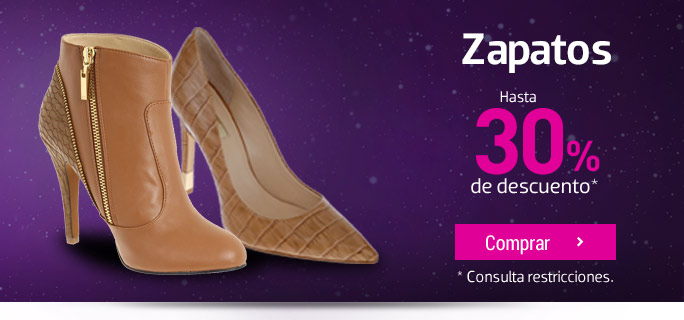 Zapatos
Hasta
30%
de descuento*
Comprar >
* Consulta restricciones.